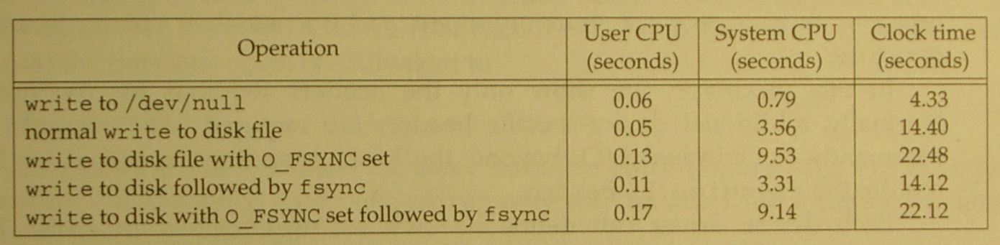 Operation User CPU (seconds) System CPU (seconds) Clock time (seconds)
write to /dev/null 0.06 0.79 4.33
normal write to disk file 0.05 3.56 14.40
write to disk file with O_FSYNC set 0.13 9.53 22.48
write to disk followed by fsync 0.11 3.31 14.12
write to disk with O_FSYNC set followed by fsync 0.17 9.14 22.12